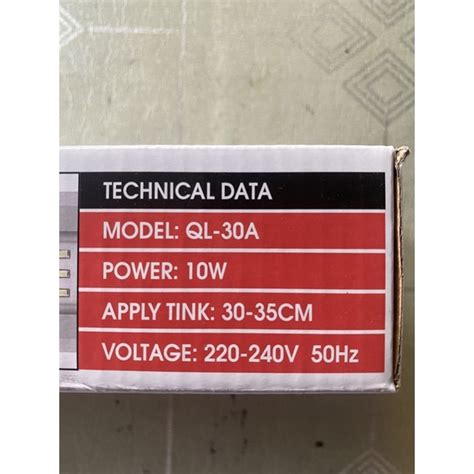 TECHNICAL DATA
MODEL: QL-30A
POWER: 10W
APPLY TINK: 30-35CM
VOLTAGE: 220-240V 50Hz